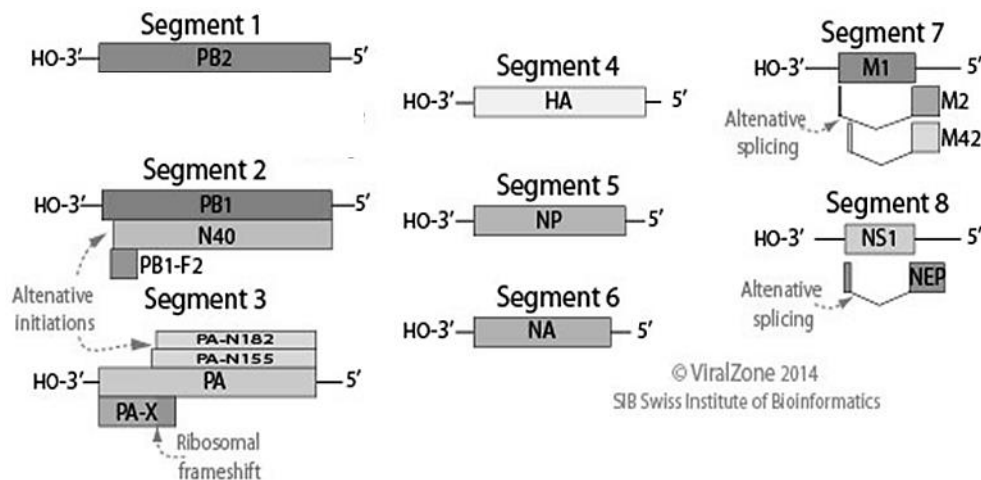 Segment 1
HO-3' PB2 5'
Segment 2
HO-3' PB1 5'
N40
PB1-F2
Altenative
initiations
Segment 3
PA-N182
PA-N155
HO-3' PA 5'
PA-X
Ribosomal
frameshift
Segment 4
HO-3' HA 5'
Segment 5
HO-3' NP 5'
Segment 6
HO-3' NA 5'
Segment 7
HO-3' M1 5'
M2
Altenative
splicing
M42
Segment 8
HO-3' NS1 5'
NEP
Altenative
splicing
© ViralZone 2014
SIB Swiss Institute of Bioinformatics